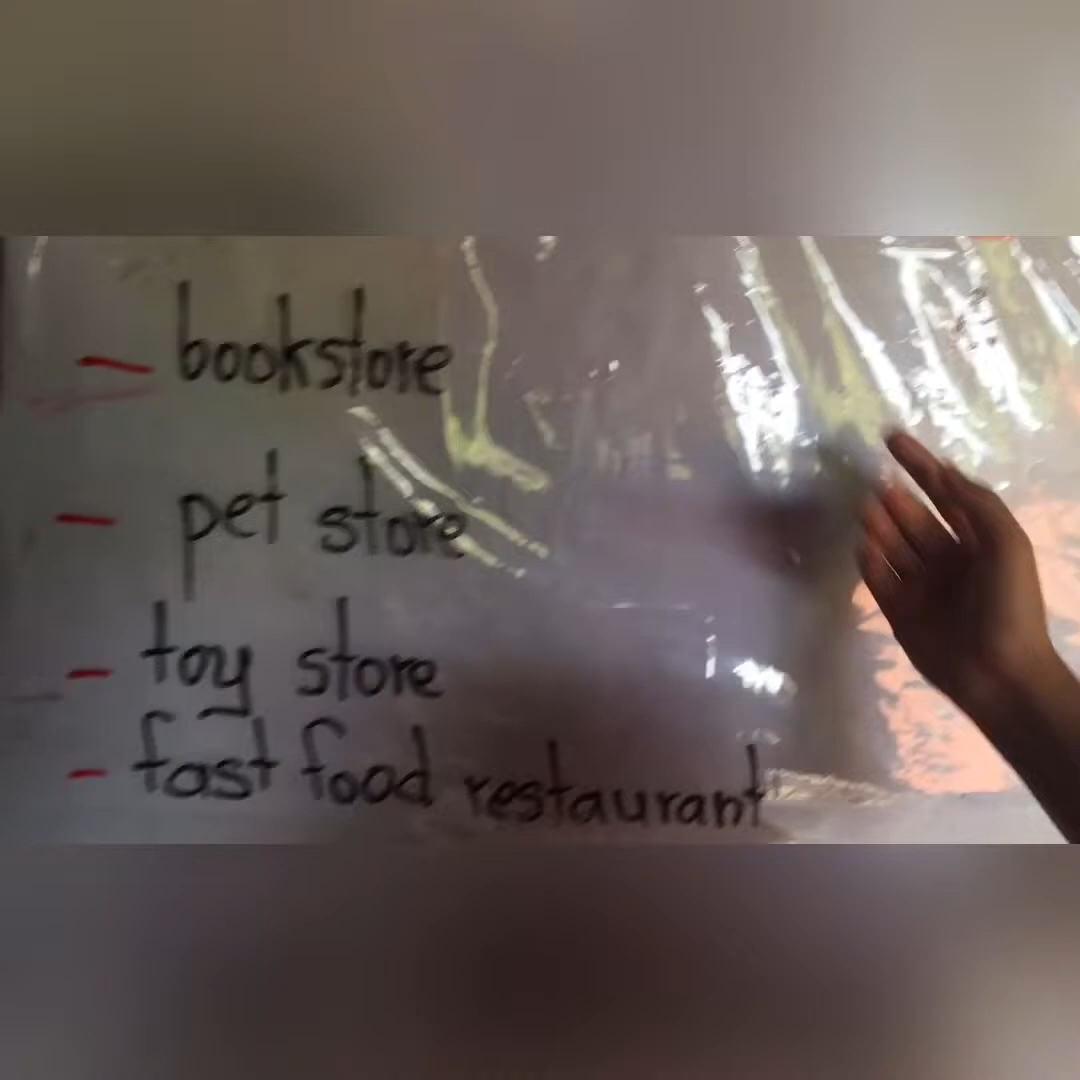 - bookstore
- pet store
- toy store
- fast food restaurant